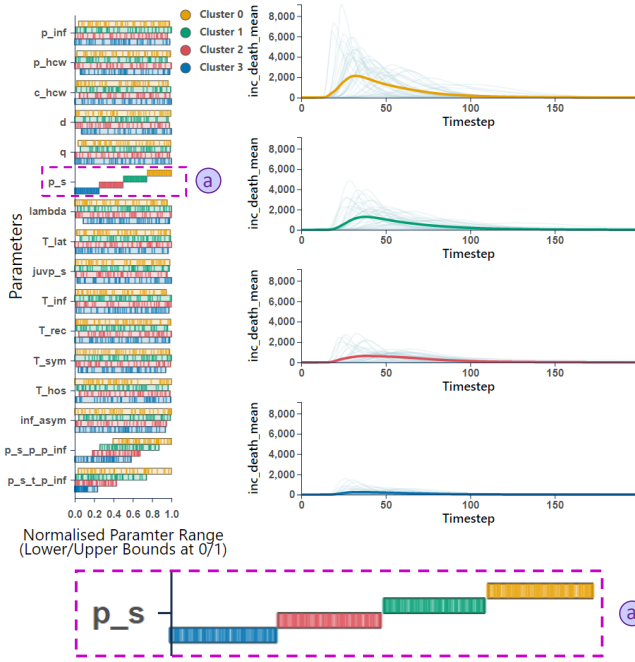 Cluster 0
Cluster 1
Cluster 2
Cluster 3
Parameters
p_inf
p_hcw
c_hcw
d
q
p_s
a
lambda
T_lat
juvp_s
T_inf
T_rec
T_sym
T_hos
inf_asym
p_s_p_p_inf
p_s_t_p_inf
0.0 0.2 0.4 0.6 0.8 1.0
Normalised Paramter Range
(Lower/Upper Bounds at 0/1)
inc_death_mean
8,000
6,000
4,000
2,000
0
0 50 100 150
Timestep
inc_death_mean
8,000
6,000
4,000
2,000
0
0 50 100 150
Timestep
inc_death_mean
8,000
6,000
4,000
2,000
0
0 50 100 150
Timestep
inc_death_mean
8,000
6,000
4,000
2,000
0
0 50 100 150
Timestep
p_s
a